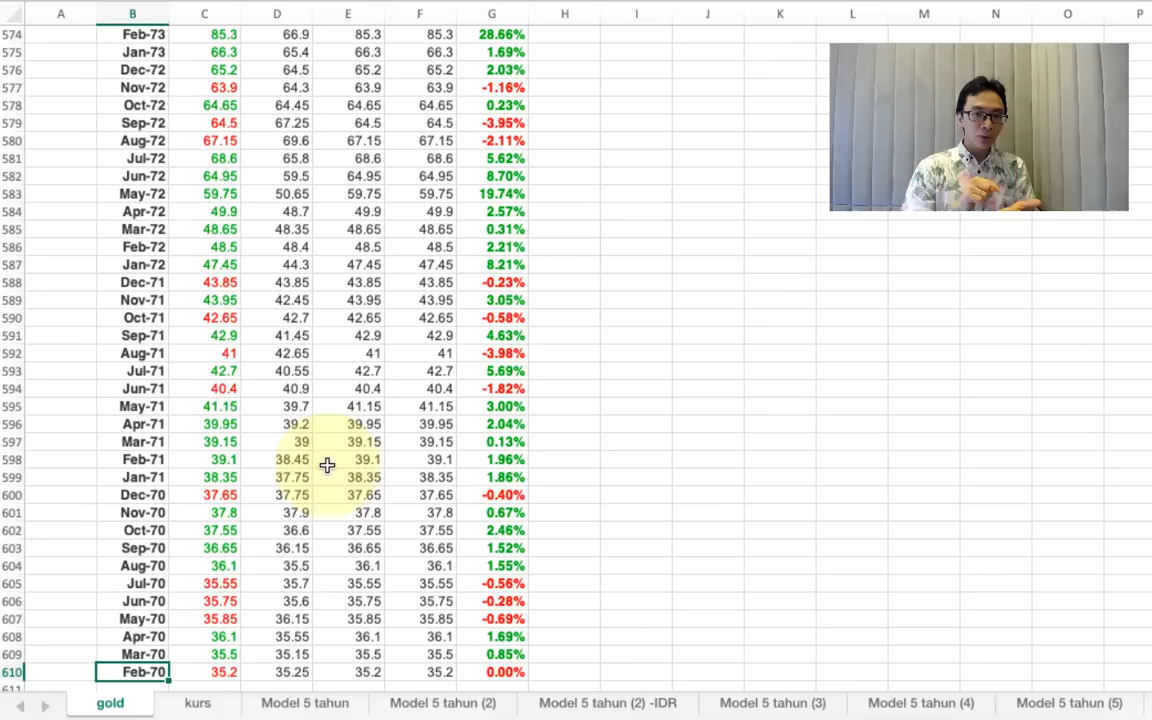 A B C D E F G H I J K L M N O P
574 Feb-73 85.3 66.9 85.3 85.3 28.66%
575 Jan-73 66.3 65.4 66.3 66.3 1.69%
576 Dec-72 65.2 64.5 65.2 65.2 2.03%
577 Nov-72 63.9 64.3 63.9 63.9 -1.16%
578 Oct-72 64.65 64.45 64.65 64.65 0.23%
579 Sep-72 64.5 67.25 64.5 64.5 -3.95%
580 Aug-72 67.15 69.6 67.15 67.15 -2.11%
581 Jul-72 68.6 65.8 68.6 68.6 5.62%
582 Jun-72 64.95 59.5 64.95 64.95 8.70%
583 May-72 59.75 50.65 59.75 59.75 19.74%
584 Apr-72 49.9 48.7 49.9 49.9 2.57%
585 Mar-72 48.65 48.35 48.65 48.65 0.31%
586 Feb-72 48.5 48.4 48.5 48.5 2.21%
587 Jan-72 47.45 44.3 47.45 47.45 8.21%
588 Dec-71 43.85 43.85 43.85 43.85 -0.23%
589 Nov-71 43.95 42.45 43.95 43.95 3.05%
590 Oct-71 42.65 42.7 42.65 42.65 -0.58%
591 Sep-71 42.9 41.45 42.9 42.9 4.63%
592 Aug-71 41 42.65 41 41 -3.98%
593 Jul-71 42.7 40.55 42.7 42.7 5.69%
594 Jun-71 40.4 40.9 40.4 40.4 -1.82%
595 May-71 41.15 39.7 41.15 41.15 3.00%
596 Apr-71 39.95 39.2 39.95 39.95 2.04%
597 Mar-71 39.15 39 39.15 39.15 0.13%
598 Feb-71 39.1 38.45 39.1 39.1 1.96%
599 Jan-71 38.35 37.75 38.35 38.35 1.86%
600 Dec-70 37.65 37.75 37.65 37.65 -0.40%
601 Nov-70 37.8 37.9 37.8 37.8 0.67%
602 Oct-70 37.55 36.6 37.55 37.55 2.46%
603 Sep-70 36.65 36.15 36.65 36.65 1.52%
604 Aug-70 36.1 35.5 36.1 36.1 1.55%
605 Jul-70 35.55 35.7 35.55 35.55 -0.56%
606 Jun-70 35.75 35.6 35.75 35.75 -0.28%
607 May-70 35.85 36.15 35.85 35.85 -0.69%
608 Apr-70 36.1 35.55 36.1 36.1 1.69%
609 Mar-70 35.5 35.15 35.5 35.5 0.85%
610 Feb-70 35.2 35.25 35.2 35.2 0.00%
611
gold kurs Model 5 tahun Model 5 tahun (2) Model 5 tahun (2) -IDR Model 5 tahun (3) Model 5 tahun (4) Model 5 tahun (5)